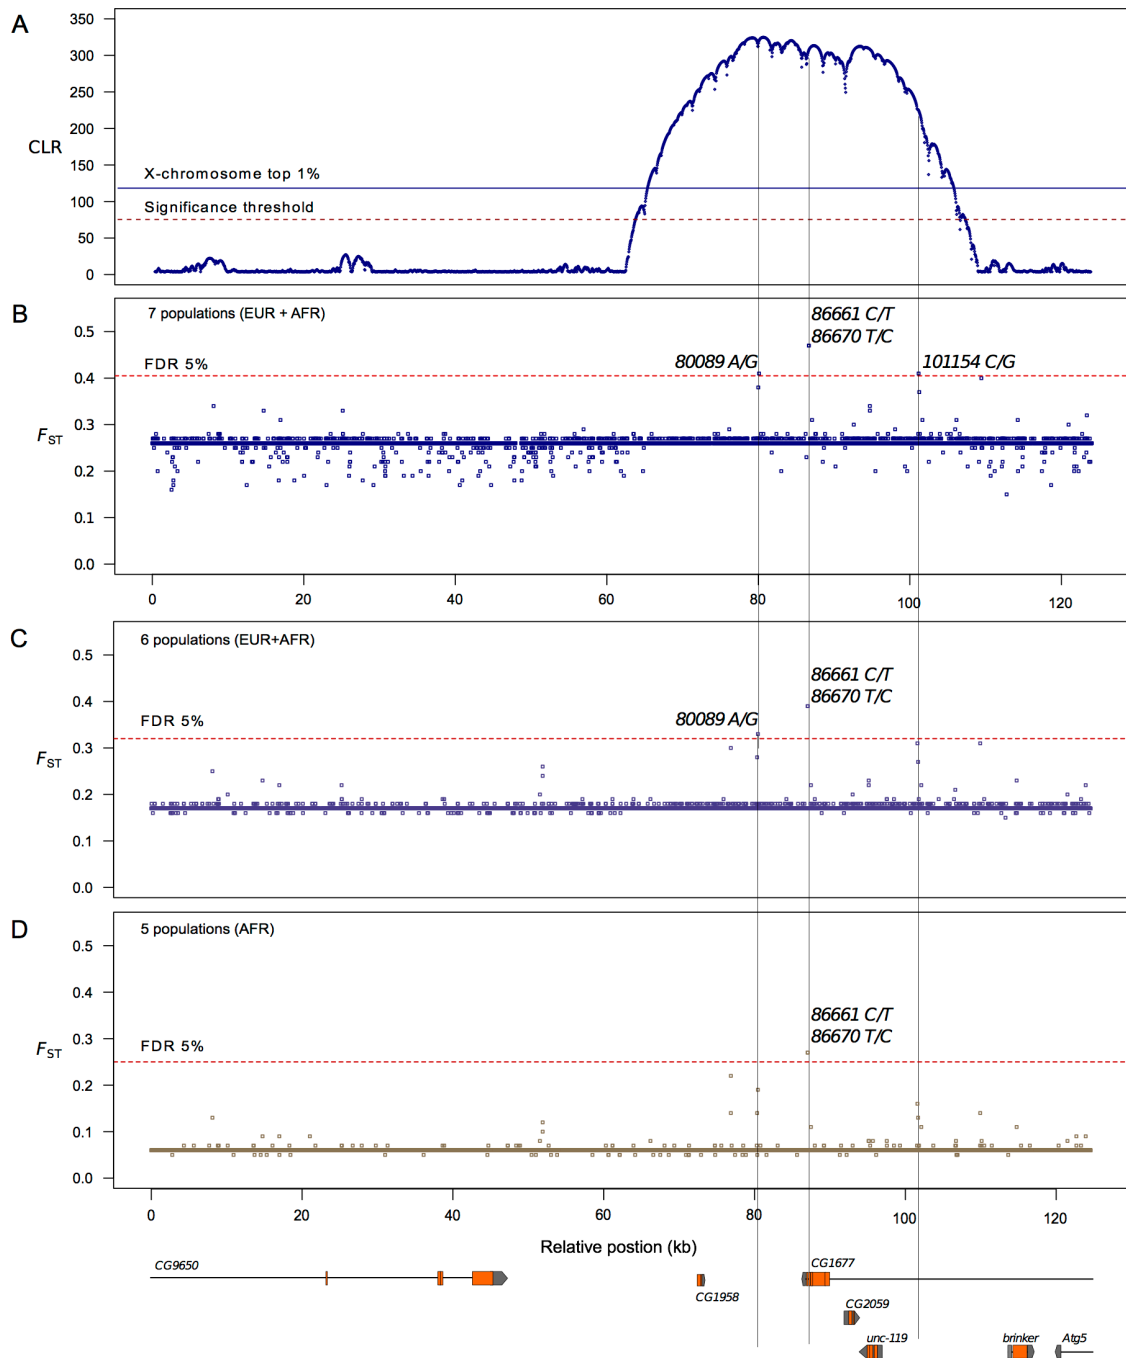 A
350
300
250
200
CLR
150
X-chromosome top 1%
100
Significance threshold
50
0
B
7 populations (EUR + AFR)
86661 C/T
86670 T/C
0.5
FDR 5%
80089 A/G
101154 C/G
0.4
FST
0.3
0.2
0.1
0.0
0 20 40 60 80 100 120
C
6 populations (EUR+AFR)
0.5
86661 C/T
86670 T/C
0.4
FDR 5%
80089 A/G
0.3
FST
0.2
0.1
0.0
D
5 populations (AFR)
0.5
0.4
86661 C/T
86670 T/C
0.3
FDR 5%
FST
0.2
0.1
0.0
0 20 40 60 80 100 120
Relative postion (kb)
CG9650
CG1677
CG1958
CG2059
unc-119
brinker
Atg5